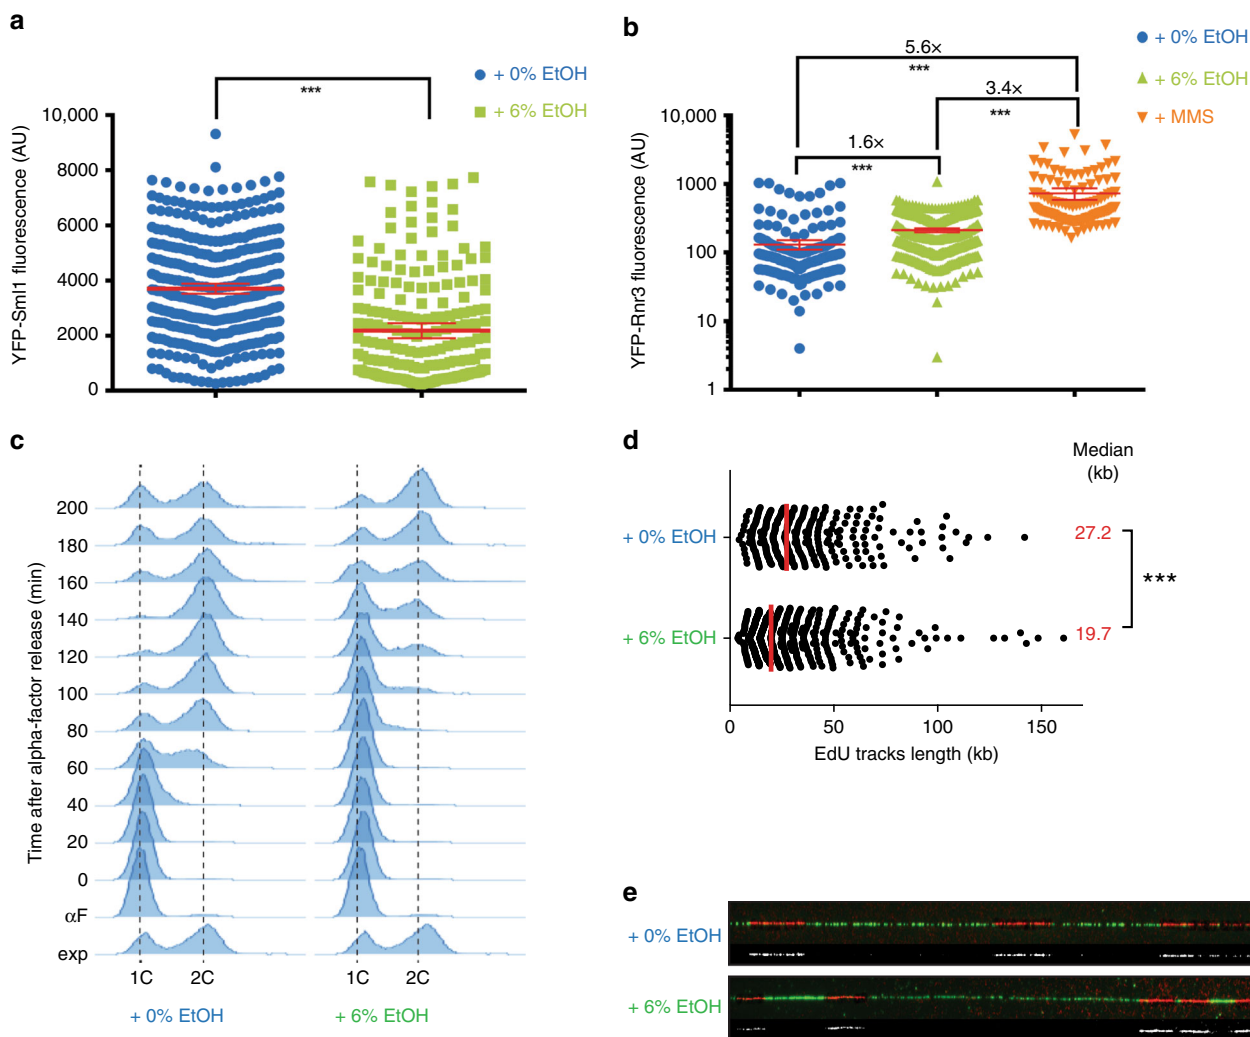 a
+ 0% EtOH
+ 6% EtOH
***
YFP-Sml1 fluorescence (AU)
10,000
8000
6000
4000
2000
0
b
+ 0% EtOH
+ 6% EtOH
+ MMS
5.6×
***
3.4×
***
1.6×
***
YFP-Rnr3 fluorescence (AU)
10,000
1000
100
10
1
c
Time after alpha-factor release (min)
200
180
160
140
120
100
80
60
40
20
0
αF
exp
1C 2C 1C 2C
+ 0% EtOH + 6% EtOH
d
Median
(kb)
+ 0% EtOH
27.2
***
+ 6% EtOH
19.7
0 50 100 150
EdU tracks length (kb)
e
+ 0% EtOH
+ 6% EtOH